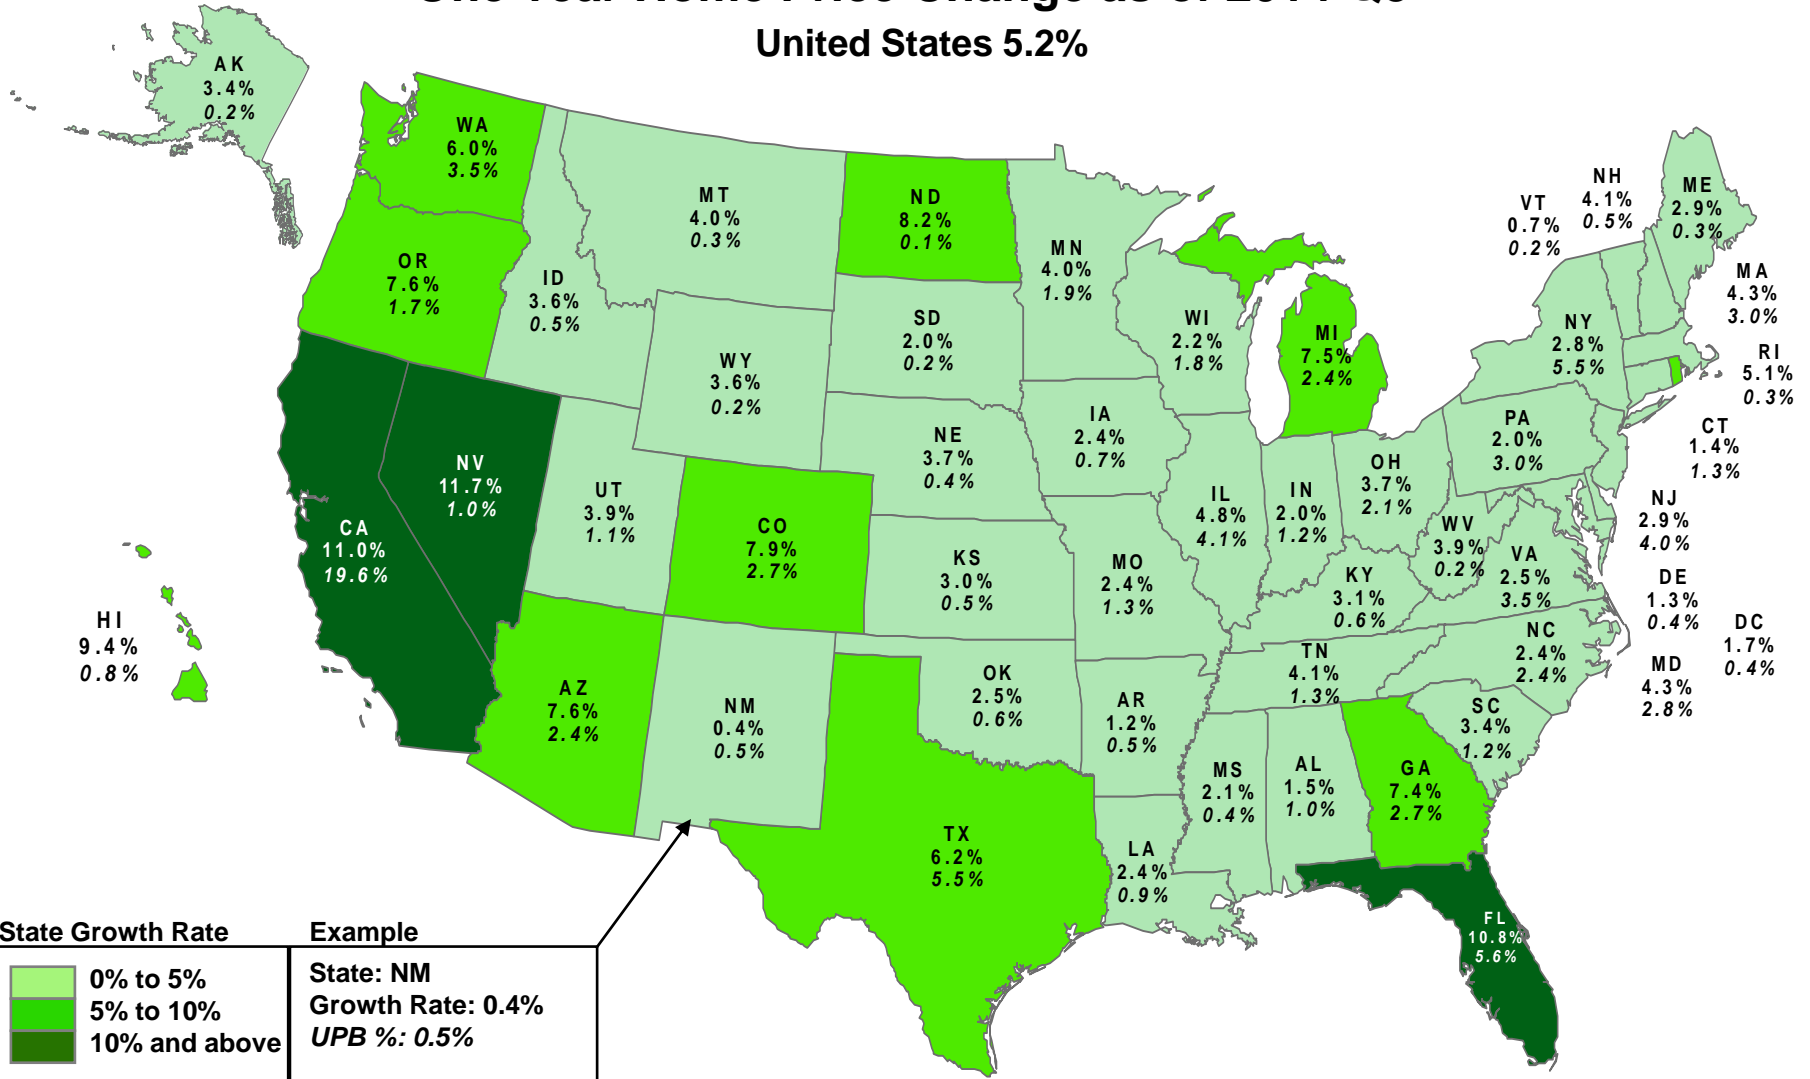 United States 5.2%
AK
3.4%
0.2%
WA
6.0%
3.5%
OR
7.6%
1.7%
ID
3.6%
0.5%
MT
4.0%
0.3%
ND
8.2%
0.1%
MN
4.0%
1.9%
SD
2.0%
0.2%
WY
3.6%
0.2%
WI
2.2%
1.8%
MI
7.5%
2.4%
VT
0.7%
0.2%
NH
4.1%
0.5%
ME
2.9%
0.3%
MA
4.3%
3.0%
NY
2.8%
5.5%
RI
5.1%
0.3%
CT
1.4%
1.3%
PA
2.0%
3.0%
NJ
2.9%
4.0%
IA
2.4%
0.7%
NE
3.7%
0.4%
NV
11.7%
1.0%
CA
11.0%
19.6%
UT
3.9%
1.1%
CO
7.9%
2.7%
KS
3.0%
0.5%
MO
2.4%
1.3%
IL
4.8%
4.1%
IN
2.0%
1.2%
OH
3.7%
2.1%
WV
3.9%
0.2%
VA
2.5%
3.5%
KY
3.1%
0.6%
DE
1.3%
0.4%
DC
1.7%
0.4%
MD
4.3%
2.8%
NC
2.4%
2.4%
TN
4.1%
1.3%
SC
3.4%
1.2%
HI
9.4%
0.8%
AZ
7.6%
2.4%
NM
0.4%
0.5%
OK
2.5%
0.6%
AR
1.2%
0.5%
MS
2.1%
0.4%
AL
1.5%
1.0%
GA
7.4%
2.7%
TX
6.2%
5.5%
LA
2.4%
0.9%
FL
10.8%
5.6%
State Growth Rate
0% to 5%
5% to 10%
10% and above
Example
State: NM
Growth Rate: 0.4%
UPB %: 0.5%